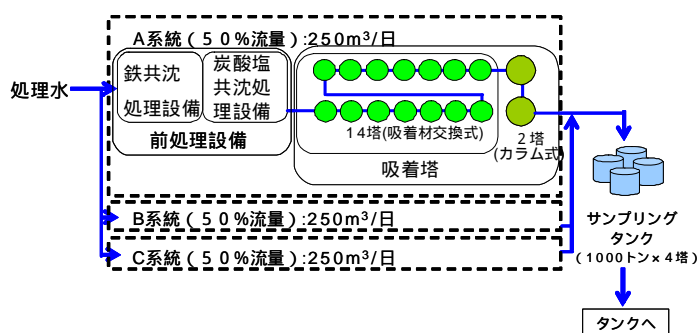 A系統(50%流量):250m³/日
処理水
鉄共沈
処理設備
炭酸塩
共沈処
理設備
前処理設備
14塔(吸着材交換式)
2塔
(カラム式)
吸着塔
B系統(50%流量):250m³/日
C系統(50%流量):250m³/日
サンプリング
タンク
(1000トン×4塔)
タンクへ